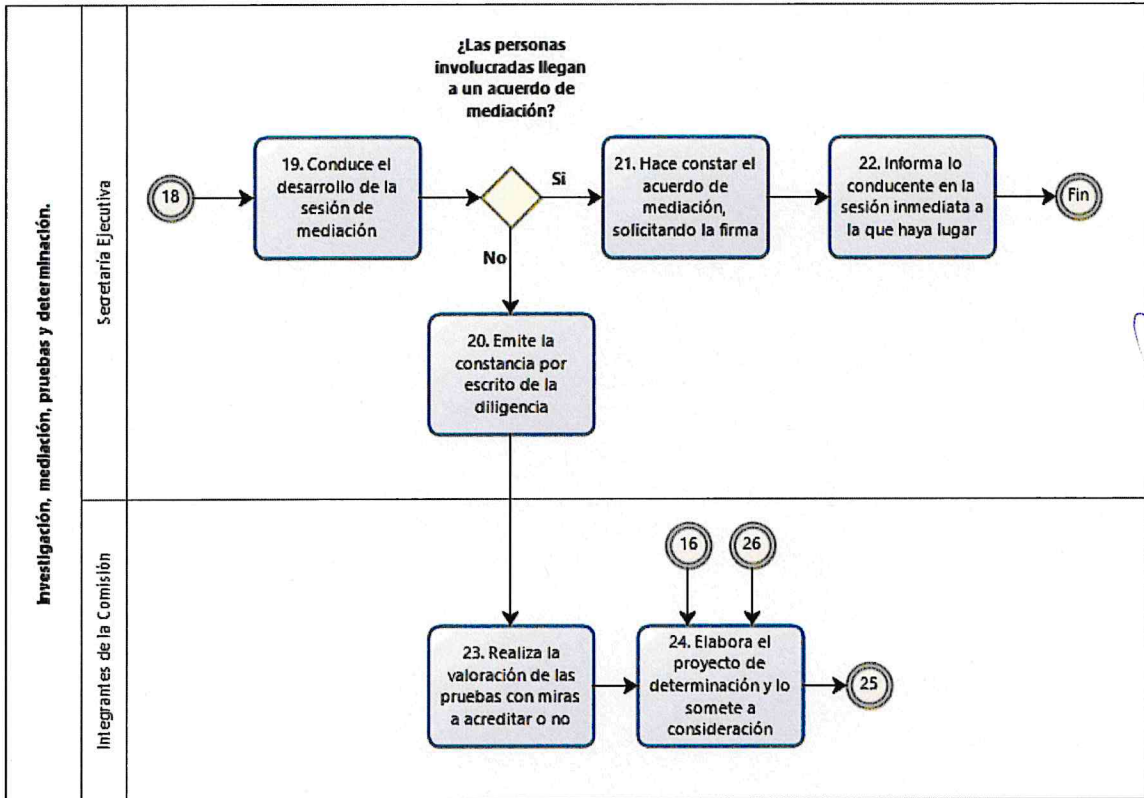 Investigación, mediación, pruebas y determinación.
Secretaría Ejecutiva
¿Las personas
involucradas llegan
a un acuerdo de
mediación?
18
19. Conduce el
desarrollo de la
sesión de
mediación
Si
21. Hace constar el
acuerdo de
mediación,
solicitando la firma
22. Informa lo
conducente en la
sesión inmediata a
la que haya lugar
Fin
No
20. Emite la
constancia por
escrito de la
diligencia
Integrantes de la Comisión
16
26
23. Realiza la
valoración de las
pruebas con miras
a acreditar o no
24. Elabora el
proyecto de
determinación y lo
somete a
consideración
25